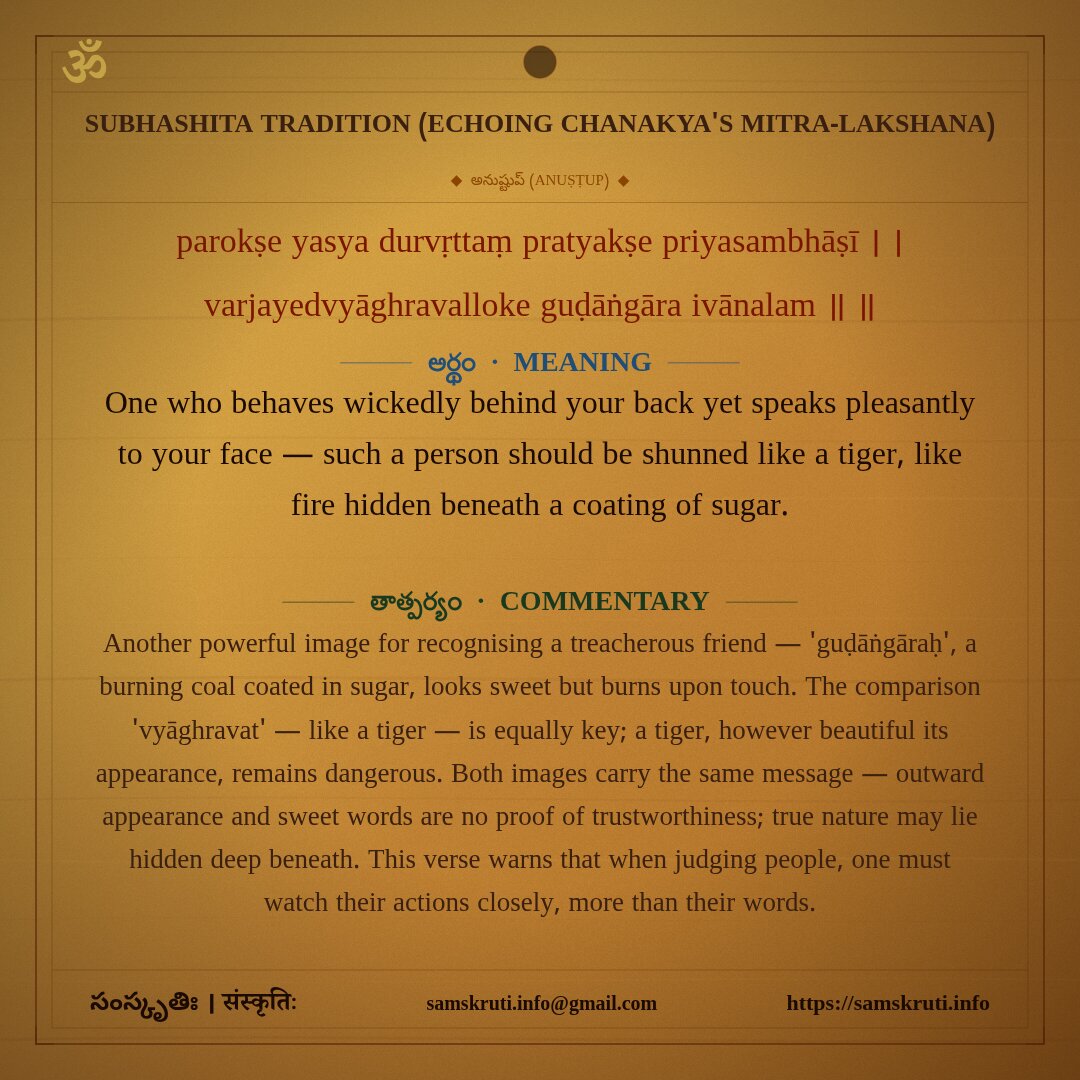 ॐ
SUBHASHITA TRADITION (ECHOING CHANAKYA'S MITRA-LAKSHANA)
◆ అనుష్టుప్ (ANUṢṬUP) ◆
parokṣe yasya durvṛttaṃ pratyakṣe priyasambhāṣī | |
varjayedvyāghravalloke guḍāṅgāra ivānalam || ||
అర్థం · MEANING
One who behaves wickedly behind your back yet speaks pleasantly
to your face — such a person should be shunned like a tiger, like
fire hidden beneath a coating of sugar.
తాత్పర్యం · COMMENTARY
Another powerful image for recognising a treacherous friend — 'guḍāṅgāraḥ', a
burning coal coated in sugar, looks sweet but burns upon touch. The comparison
'vyāghravat' — like a tiger — is equally key; a tiger, however beautiful its
appearance, remains dangerous. Both images carry the same message — outward
appearance and sweet words are no proof of trustworthiness; true nature may lie
hidden deep beneath. This verse warns that when judging people, one must
watch their actions closely, more than their words.
సంస్కృతిః | संस्कृतिः samskruti.info@gmail.com https://samskruti.info